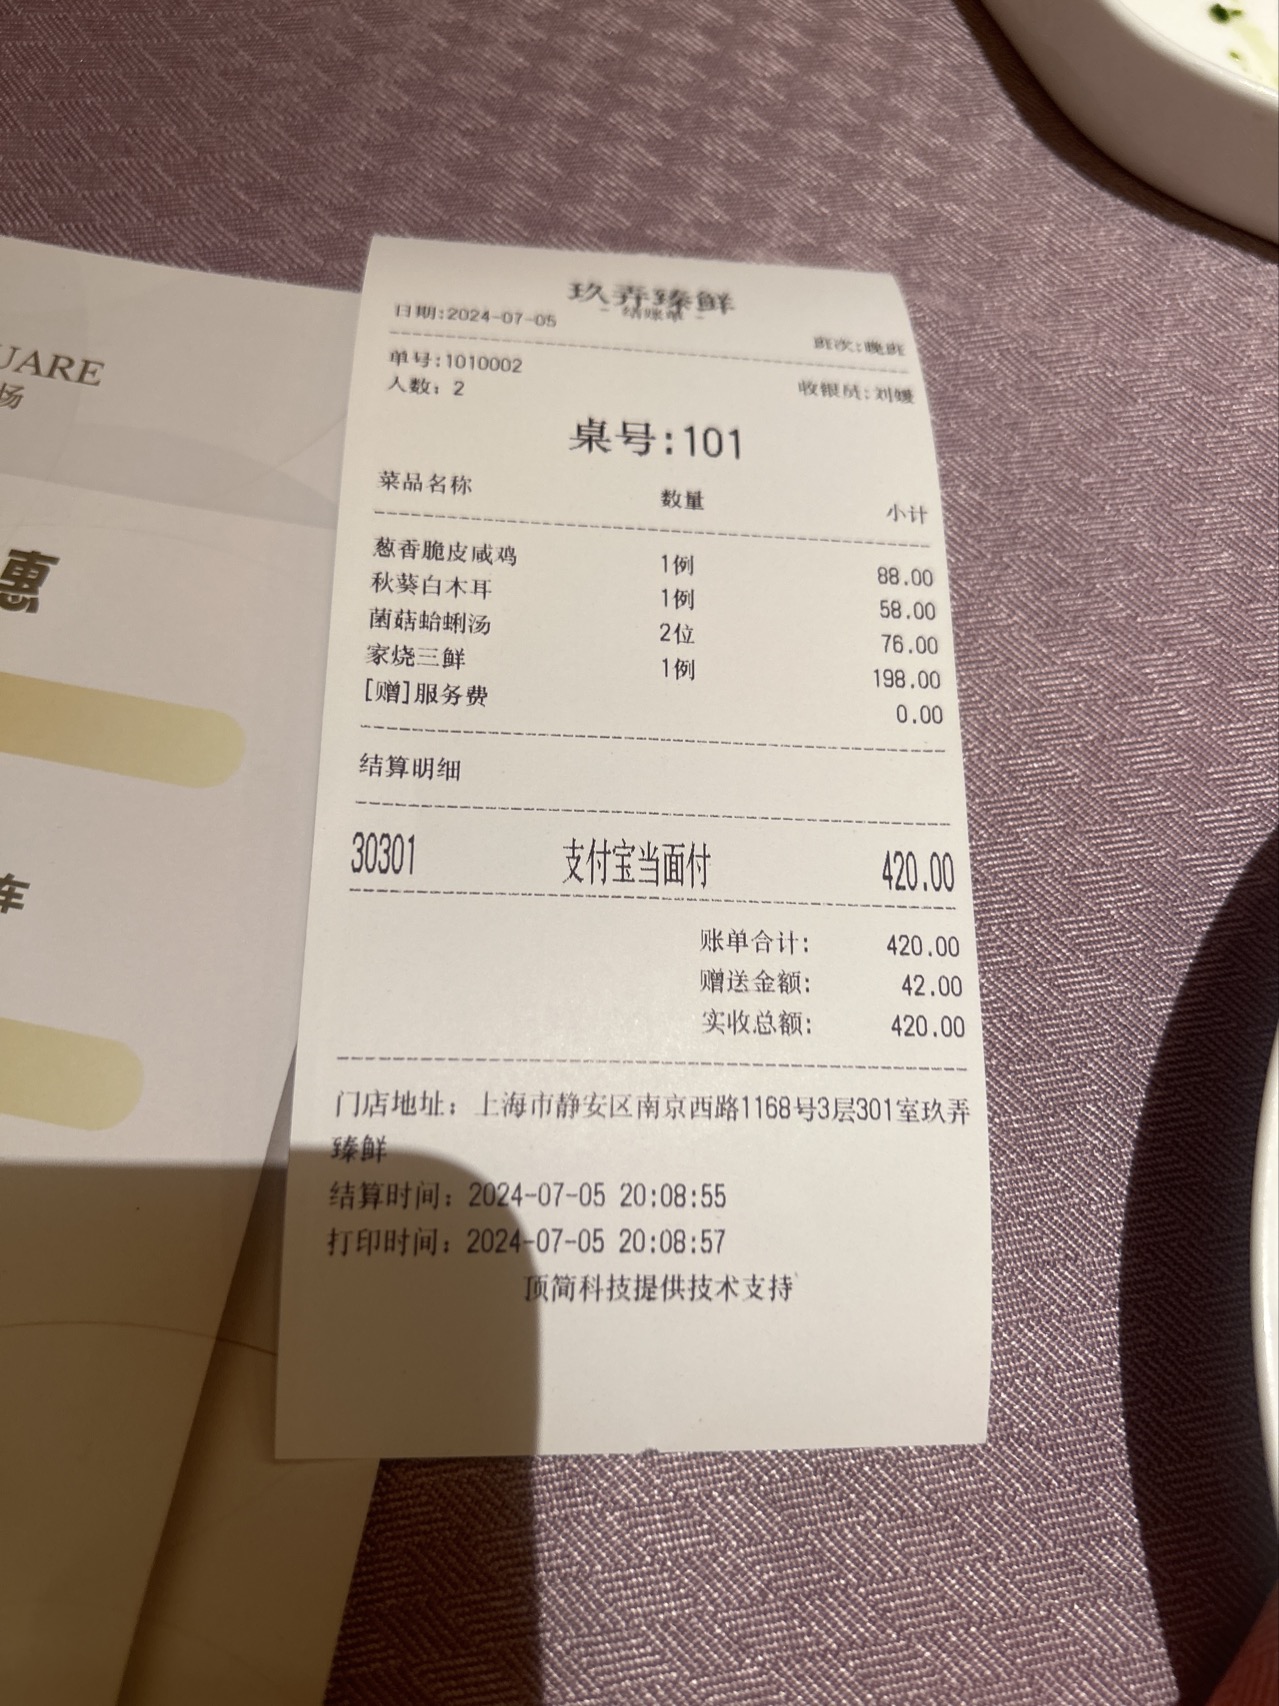 UARE
场
惠
车
玖弄臻鲜
- 结账单 -
日期:2024-07-05
班次:晚班
单号:1010002
人数: 2
收银员:刘媛
桌号:101
菜品名称 数量 小计
葱香脆皮咸鸡 1例 88.00
秋葵白木耳 1例 58.00
菌菇蛤蜊汤 2位 76.00
家烧三鲜 1例 198.00
[赠]服务费 0.00
结算明细
30301 支付宝当面付 420.00
账单合计: 420.00
赠送金额: 42.00
实收总额: 420.00
门店地址: 上海市静安区南京西路1168号3层301室玖弄
臻鲜
结算时间: 2024-07-05 20:08:55
打印时间: 2024-07-05 20:08:57
顶简科技提供技术支持